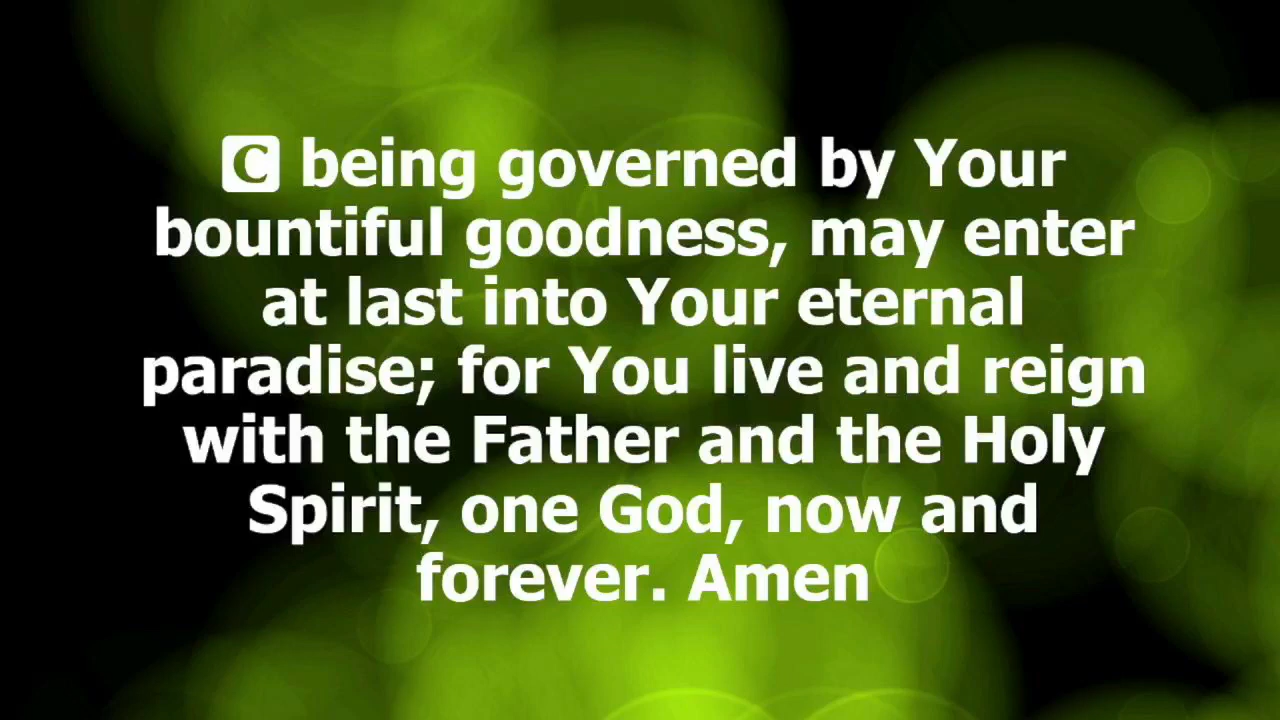 C being governed by Your
bountiful goodness, may enter
at last into Your eternal
paradise; for You live and reign
with the Father and the Holy
Spirit, one God, now and
forever. Amen